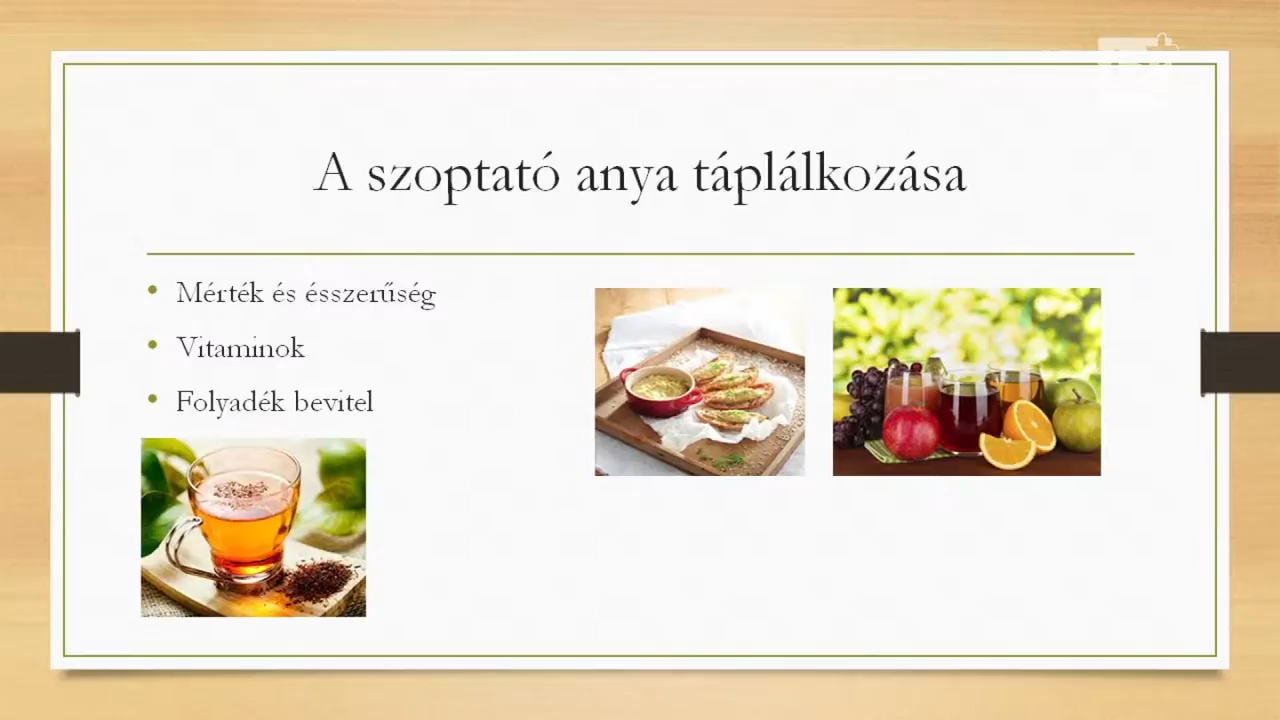 A szoptató anya táplálkozása
Mérték és ésszerűség
Vitaminok
Folyadék bevitel